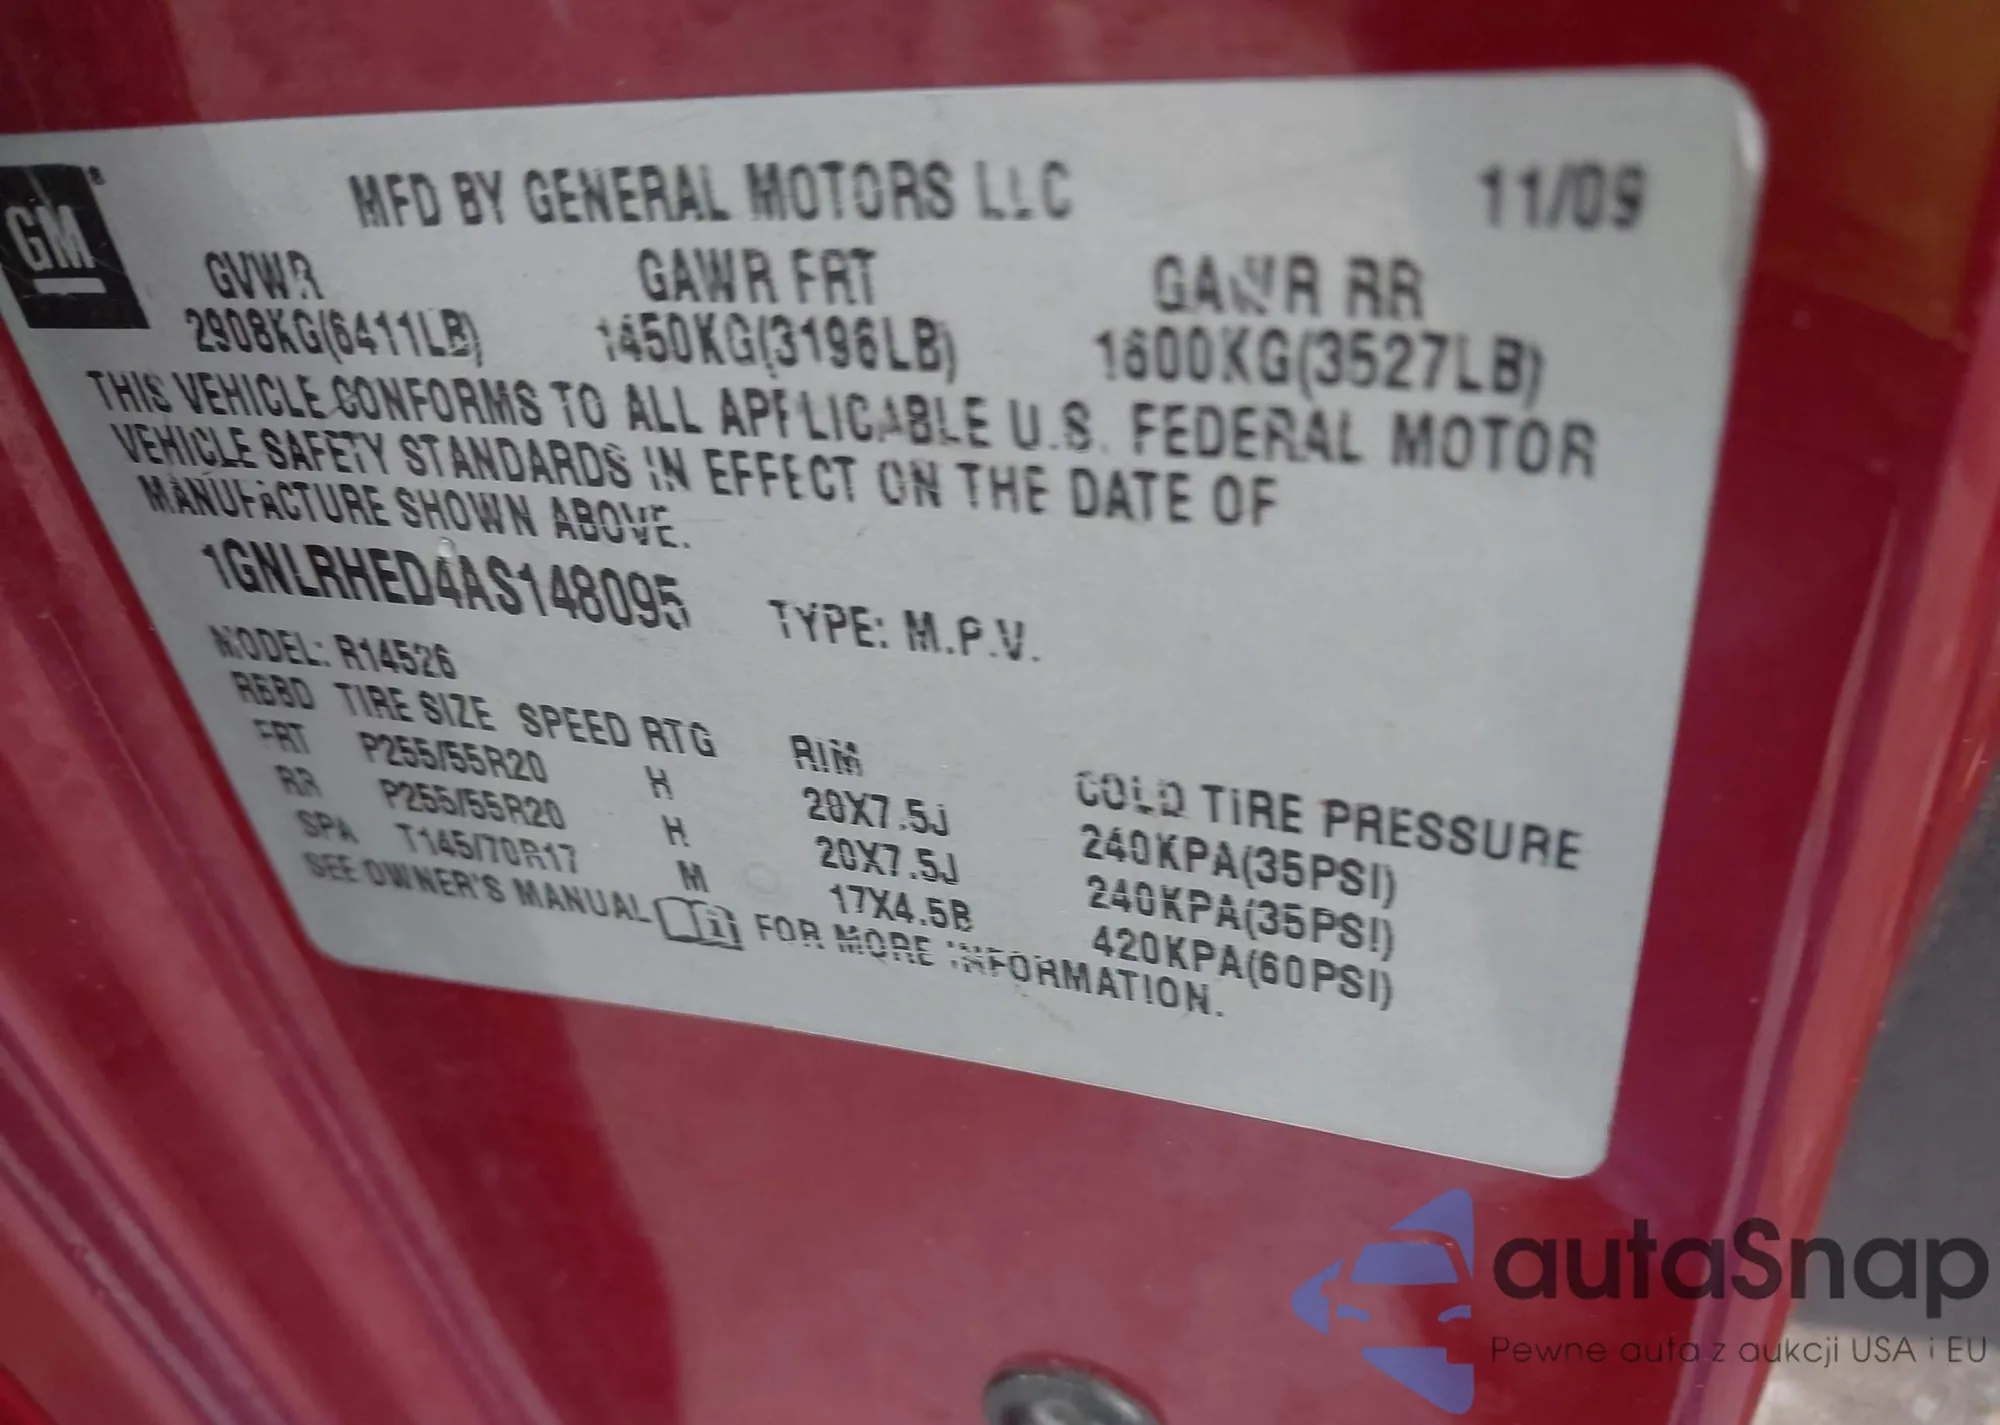 GM®
MFD BY GENERAL MOTORS LLC 11/09
GVWR GAWR FRT GAWR RR
2908KG(6411LB) 1450KG(3196LB) 1600KG(3527LB)
THIS VEHICLE CONFORMS TO ALL APPLICABLE U.S. FEDERAL MOTOR
VEHICLE SAFETY STANDARDS IN EFFECT ON THE DATE OF
MANUFACTURE SHOWN ABOVE.
1GNLRHED4AS148095 TYPE: M.P.V.
MODEL: R14526
RBBD TIRE SIZE SPEED RTG RIM COLD TIRE PRESSURE
FRT P255/55R20 H 20X7.5J 240KPA(35PSI)
RR P255/55R20 H 20X7.5J 240KPA(35PSI)
SPA T145/70R17 M 17X4.5B 420KPA(60PSI)
SEE OWNER'S MANUAL FOR MORE INFORMATION.
autaSnap
Pewne auta z aukcji USA i EU